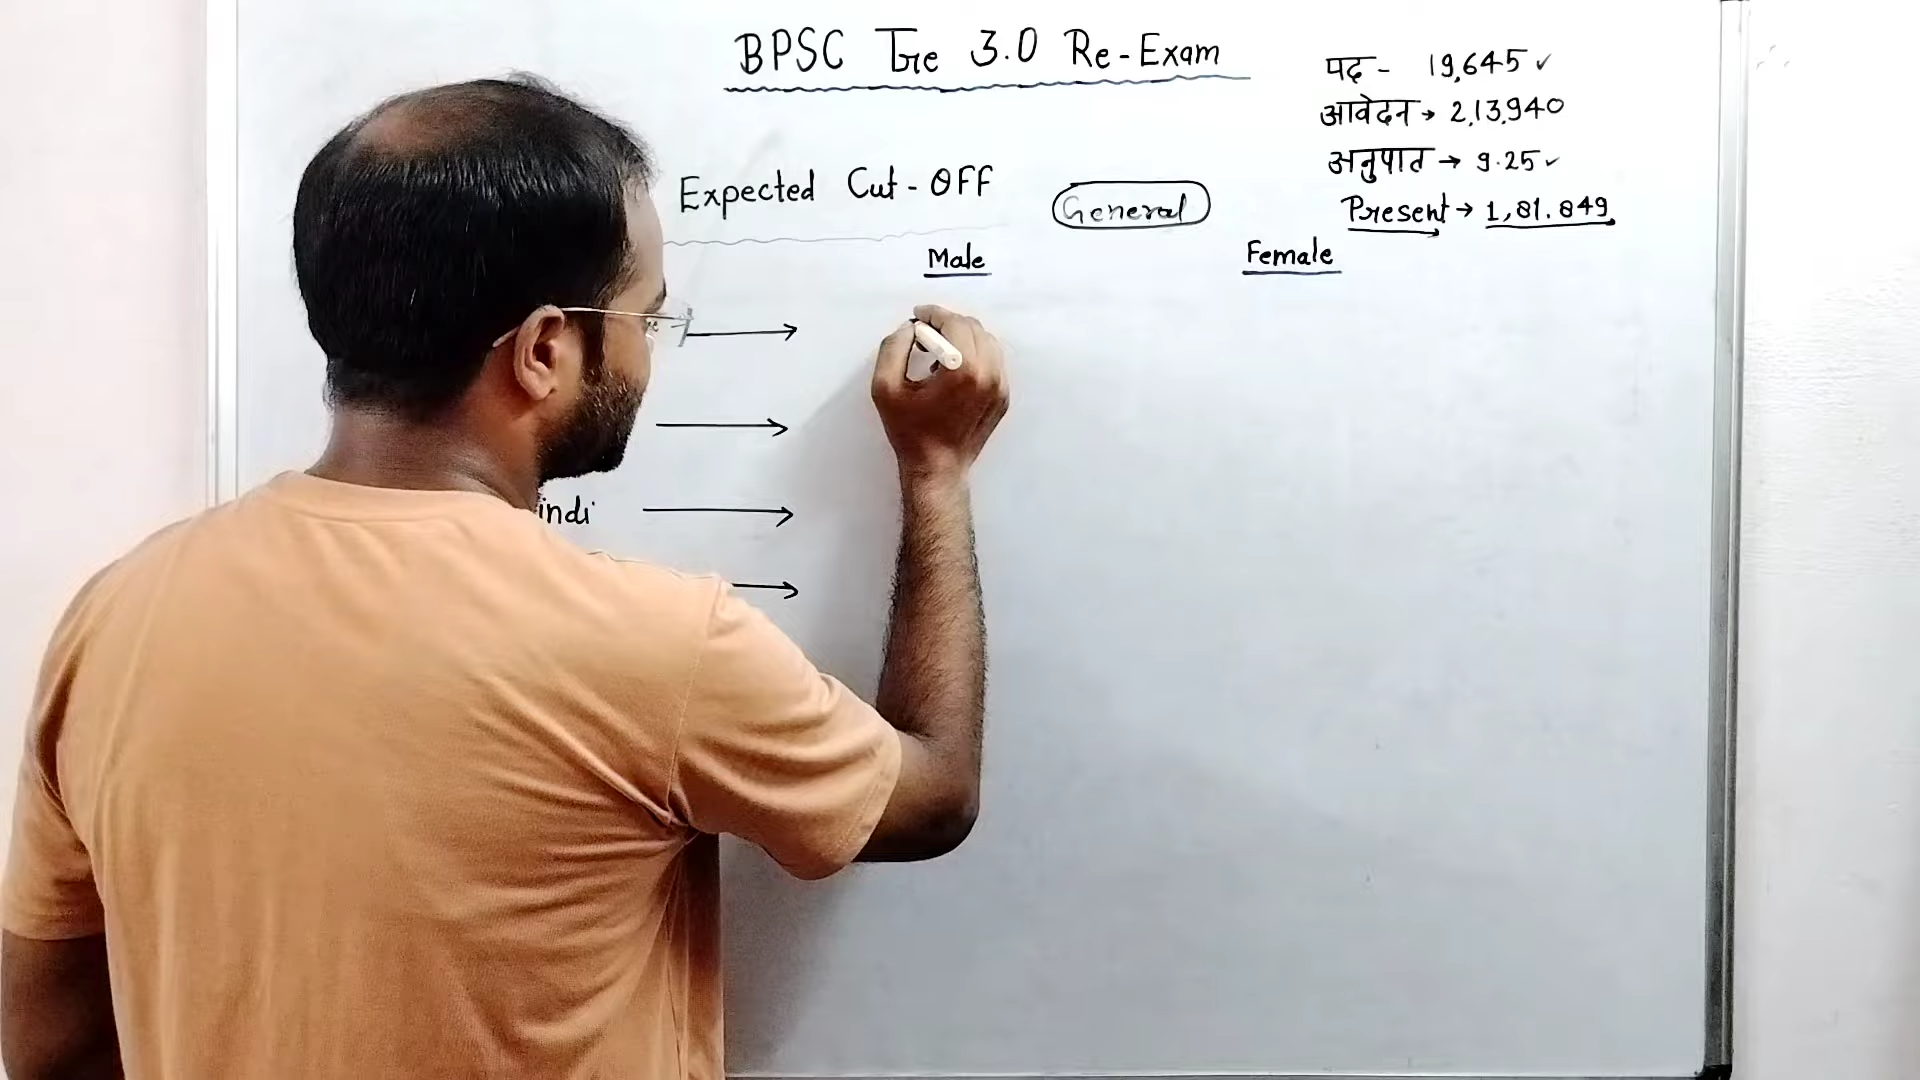 BPSC Tre 3.0 Re-Exam
पद - 19,645 ✓
आवेदन → 2,13,940
अनुपात → 9.25 ✓
Present → 1,81,849
Expected Cut-OFF
General
Male Female
indi